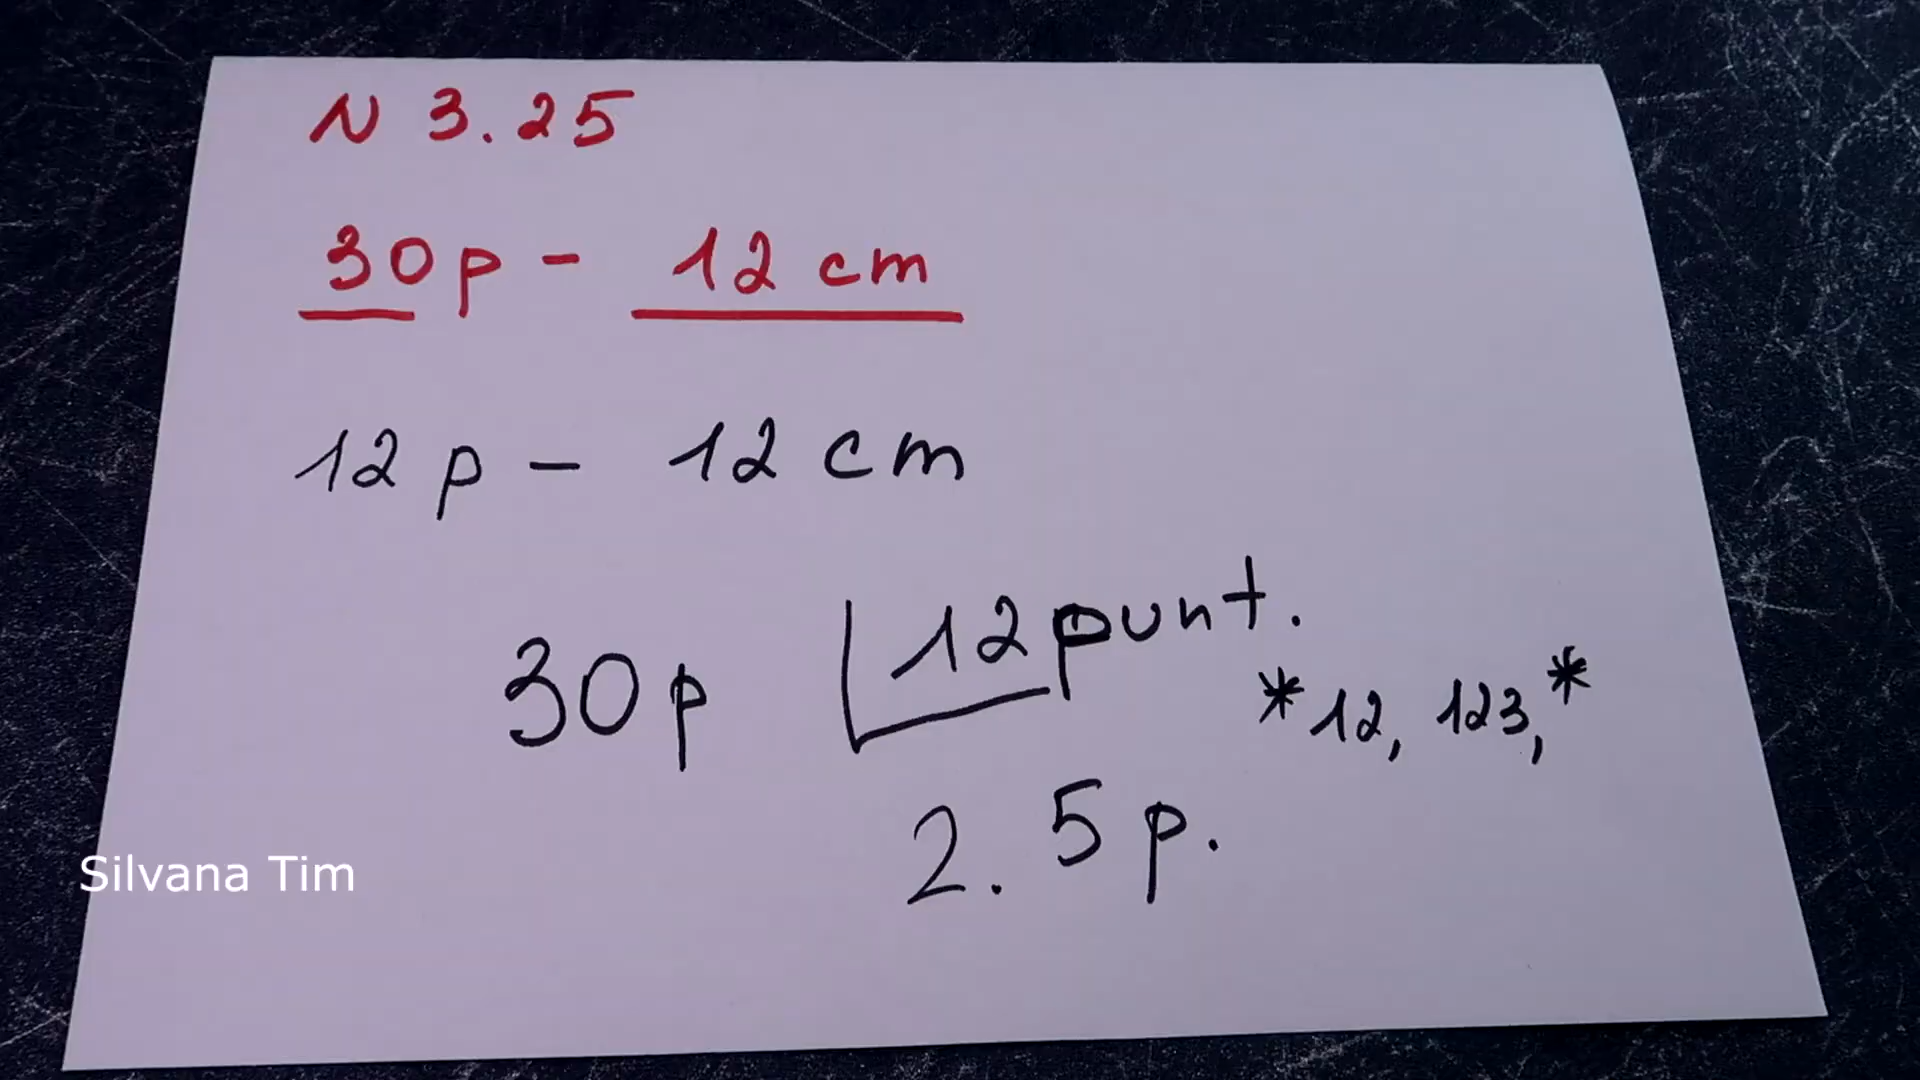 N 3.25
30p - 12 cm
12 p - 12 cm
30p 12punt.
*12, 123,*
2.5p.
Silvana Tim